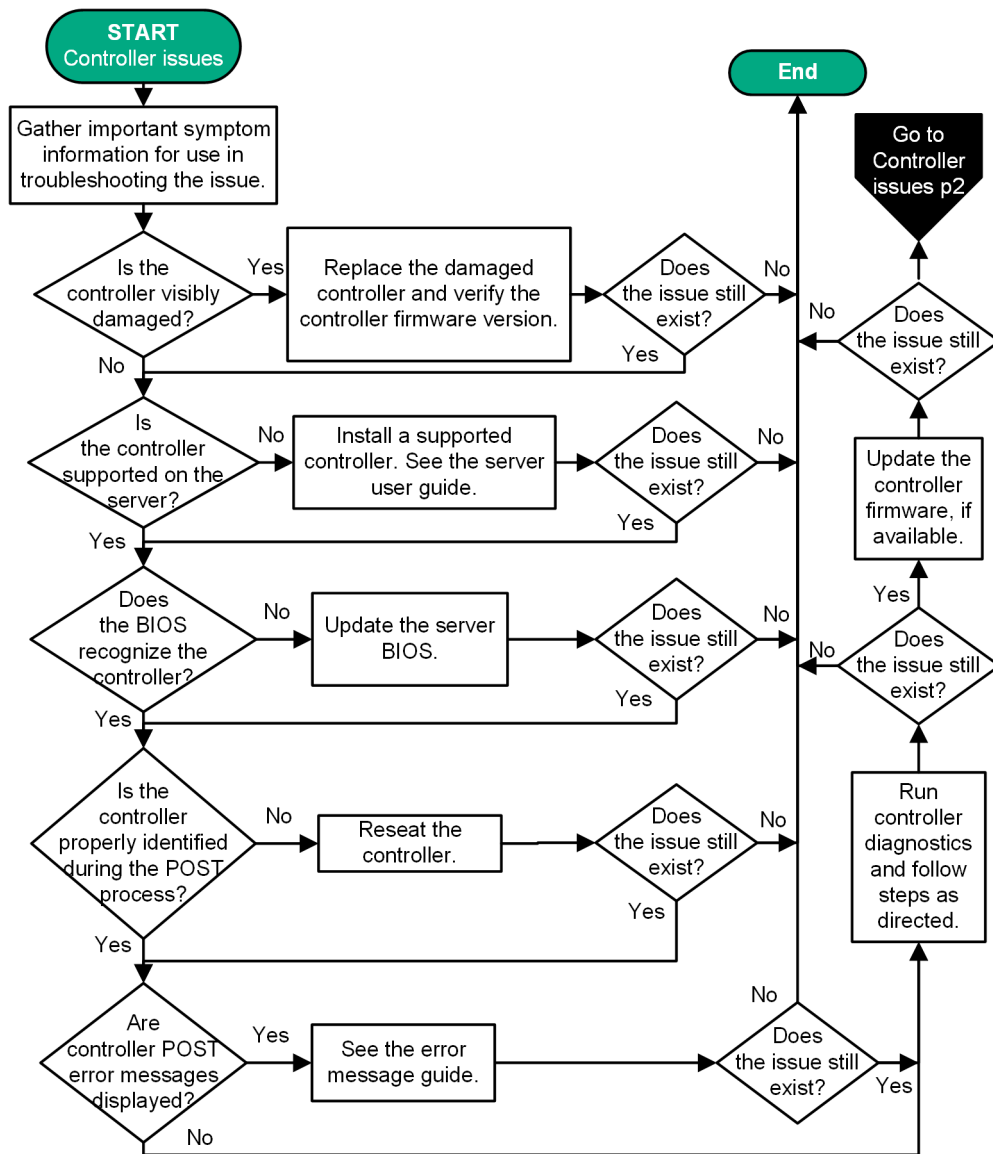 START
Controller issues
End
Gather important symptom
information for use in
troubleshooting the issue.
Go to
Controller
issues p2
Is the
controller visibly
damaged?
Yes
Replace the damaged
controller and verify the
controller firmware version.
Does
the issue still
exist?
No
Yes
No
No
Does
the issue still
exist?
Is
the controller
supported on the
server?
No
Install a supported
controller. See the server
user guide.
Does
the issue still
exist?
No
Yes
Yes
Update the
controller
firmware, if
available.
Yes
Does
the BIOS
recognize the
controller?
No
Update the server
BIOS.
Does
the issue still
exist?
No
Yes
Yes
No
Does
the issue still
exist?
Is the
controller
properly identified
during the POST
process?
No
Reseat the
controller.
Does
the issue still
exist?
No
Yes
Yes
Run
controller
diagnostics
and follow
steps as
directed.
Are
controller POST
error messages
displayed?
Yes
See the error
message guide.
No
Does
the issue still
exist?
Yes
No